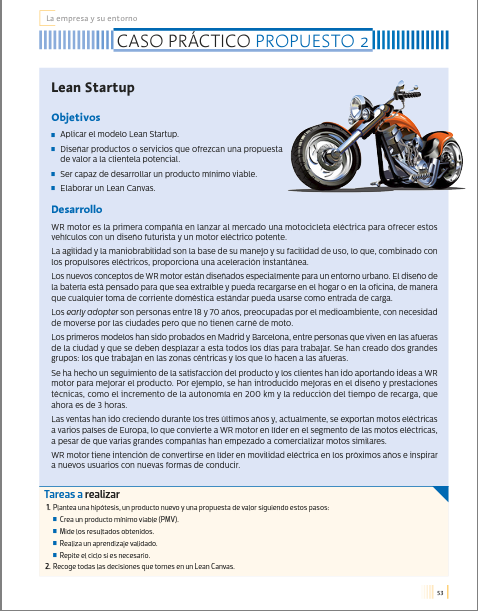 La empresa y su entorno
CASO PRÁCTICO PROPUESTO 2
Lean Startup
Objetivos
Aplicar el modelo Lean Startup.
Diseñar productos o servicios que ofrezcan una propuesta
de valor a la clientela potencial.
Ser capaz de desarrollar un producto mínimo viable.
Elaborar un Lean Canvas.
Desarrollo
WR motor es la primera compañía en lanzar al mercado una motocicleta eléctrica para ofrecer estos
vehículos con un diseño futurista y un motor eléctrico potente.
La agilidad y la maniobrabilidad son la base de su manejo y su facilidad de uso, lo que, combinado con
los propulsores eléctricos, proporciona una aceleración instantánea.
Los nuevos conceptos de WR motor están diseñados especialmente para un entorno urbano. El diseño de
la batería está pensado para que sea extraíble y pueda recargarse en el hogar o en la oficina, de manera
que cualquier toma de corriente doméstica estándar pueda usarse como entrada de carga.
Los early adopter son personas entre 18 y 70 años, preocupadas por el medioambiente, con necesidad
de moverse por las ciudades pero que no tienen carné de moto.
Los primeros modelos han sido probados en Madrid y Barcelona, entre personas que viven en las afueras
de la ciudad y que se deben desplazar a esta todos los días para trabajar. Se han creado dos grandes
grupos: los que trabajan en las zonas céntricas y los que lo hacen a las afueras.
Se ha hecho un seguimiento de la satisfacción del producto y los clientes han ido aportando ideas a WR
motor para mejorar el producto. Por ejemplo, se han introducido mejoras en el diseño y prestaciones
técnicas, como el incremento de la autonomía en 200 km y la reducción del tiempo de recarga, que
ahora es de 3 horas.
Las ventas han ido creciendo durante los tres últimos años y, actualmente, se exportan motos eléctricas
a varios países de Europa, lo que convierte a WR motor en líder en el segmento de las motos eléctricas,
a pesar de que varias grandes compañías han empezado a comercializar motos similares.
WR motor tiene intención de convertirse en líder en movilidad eléctrica en los próximos años e inspirar
a nuevos usuarios con nuevas formas de conducir.
Tareas a realizar
1. Plantea una hipótesis, un producto nuevo y una propuesta de valor siguiendo estos pasos:
Crea un producto mínimo viable (PMV).
Mide los resultados obtenidos.
Realiza un aprendizaje validado.
Repite el ciclo si es necesario.
2. Recoge todas las decisiones que tomes en un Lean Canvas.
53